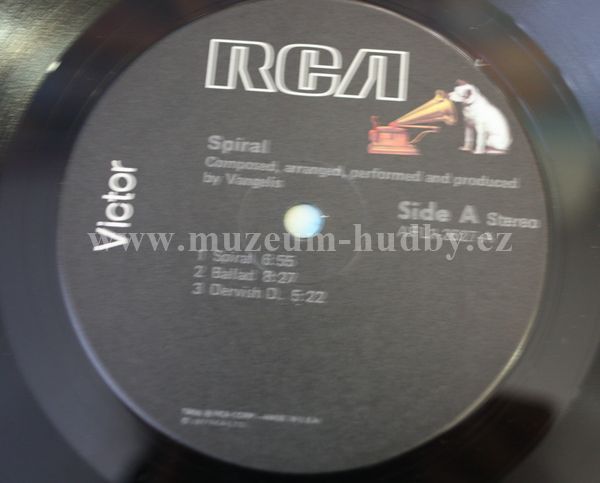 RCA
Victor
Spiral
Composed, arranged, performed and produced
by Vangelis
Side A Stereo
www.muzeum-hudby.cz
1 Spiral 6:55
2 Ballad 8:27
3 Dervish D. 5:22